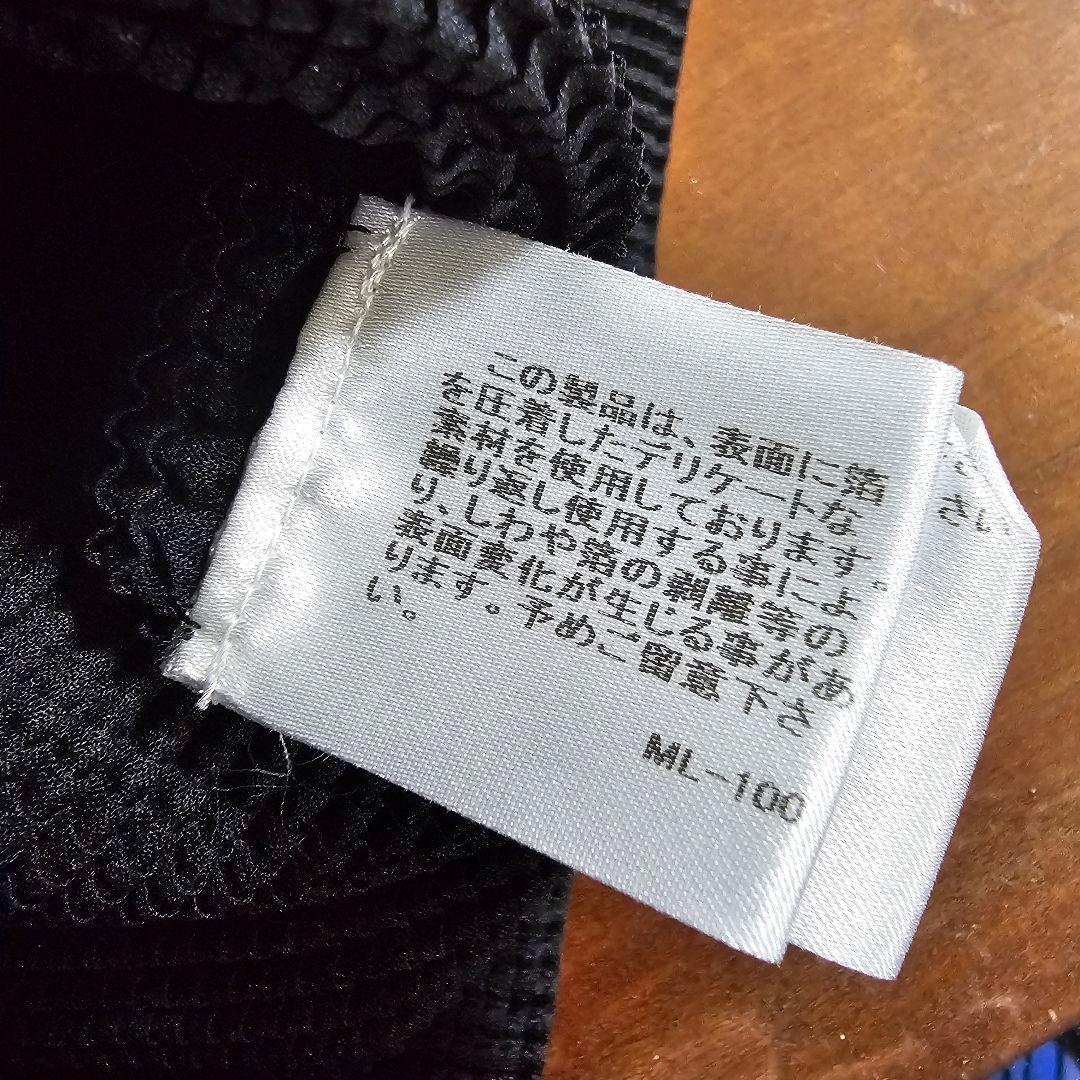 この製品は、表面に箔
を圧着したデリケートな
素材を使用しております。
繰り返し使用する事によ
り、しわや箔の剥離等の
表面変化が生じる事があ
ります。予めご留意下さ
い。
ML-100
さい